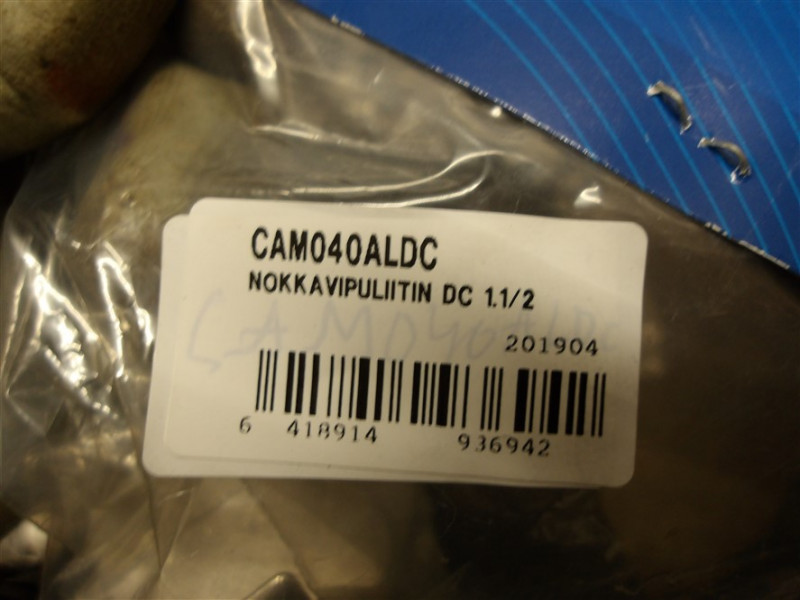 CAM040ALDC
NOKKAVIPULIITIN DC 1.1/2
201904
6 418914 936942